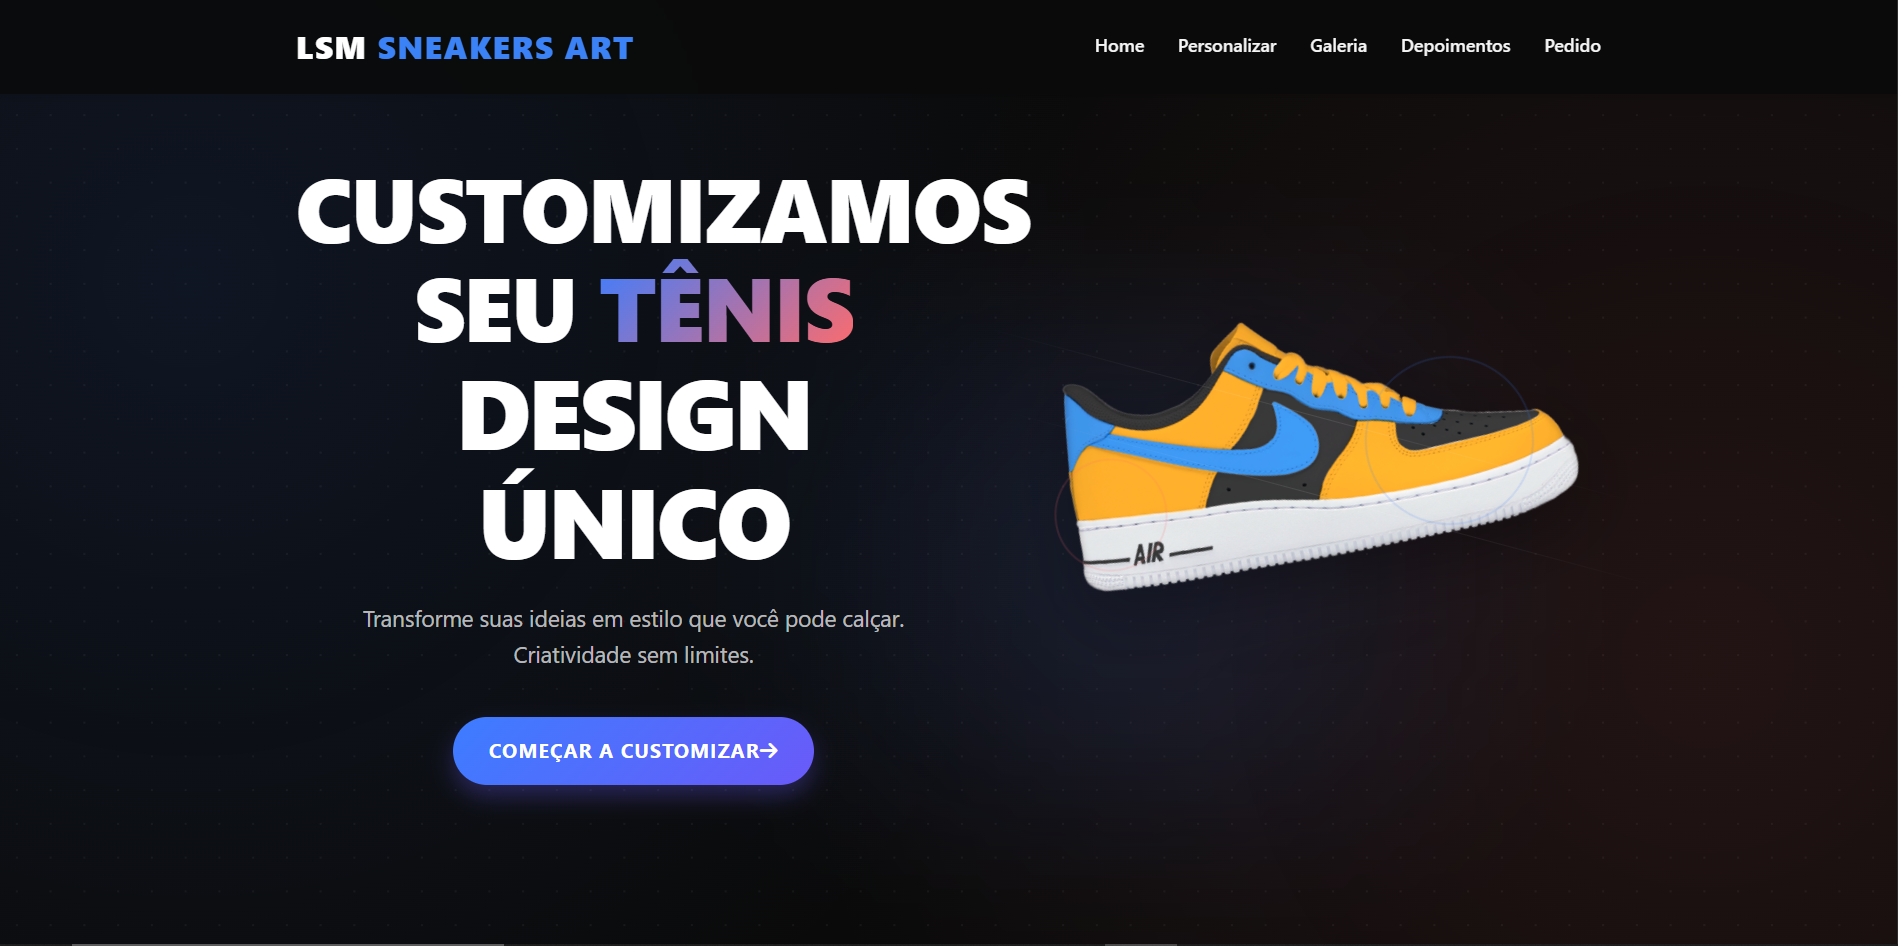 LSM SNEAKERS ART
Home Personalizar Galeria Depoimentos Pedido
CUSTOMIZAMOS
SEU TÊNIS
DESIGN
ÚNICO
Transforme suas ideias em estilo que você pode calçar.
Criatividade sem limites.
COMEÇAR A CUSTOMIZAR→
AIR